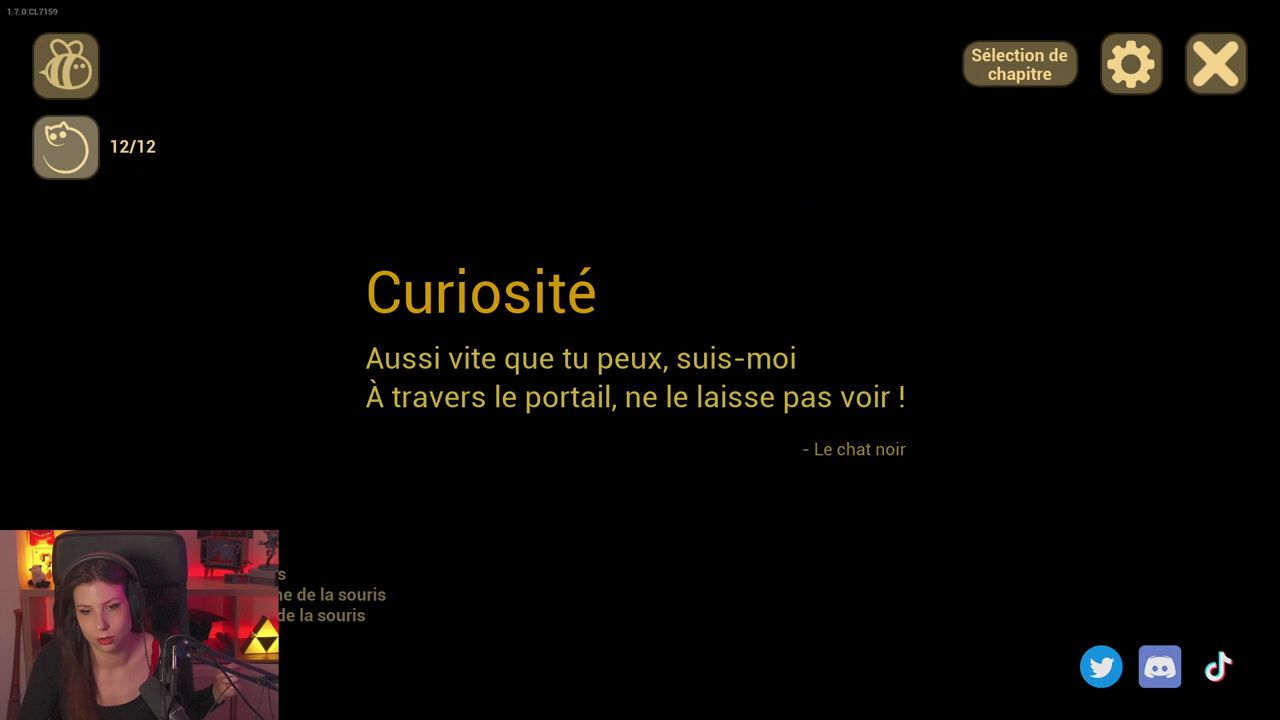 1.7.0:CL7159
Sélection de
chapitre
12/12
Curiosité
Aussi vite que tu peux, suis-moi
À travers le portail, ne le laisse pas voir !
- Le chat noir
de la souris
de la souris